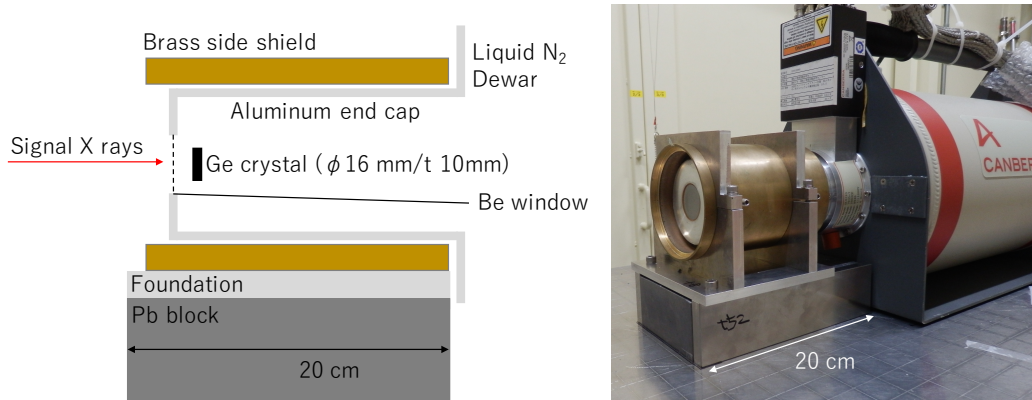 Brass side shield
Liquid N₂
Dewar
Aluminum end cap
Signal X rays
Ge crystal (φ16 mm/t 10mm)
Be window
Foundation
Pb block
20 cm
CANBER
t52
20 cm